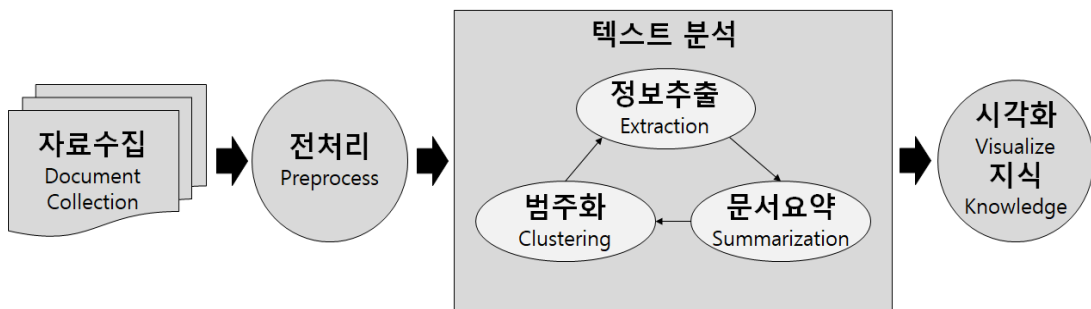 자료수집
Document
Collection
전처리
Preprocess
텍스트 분석
정보추출
Extraction
범주화
Clustering
문서요약
Summarization
시각화
Visualize
지식
Knowledge